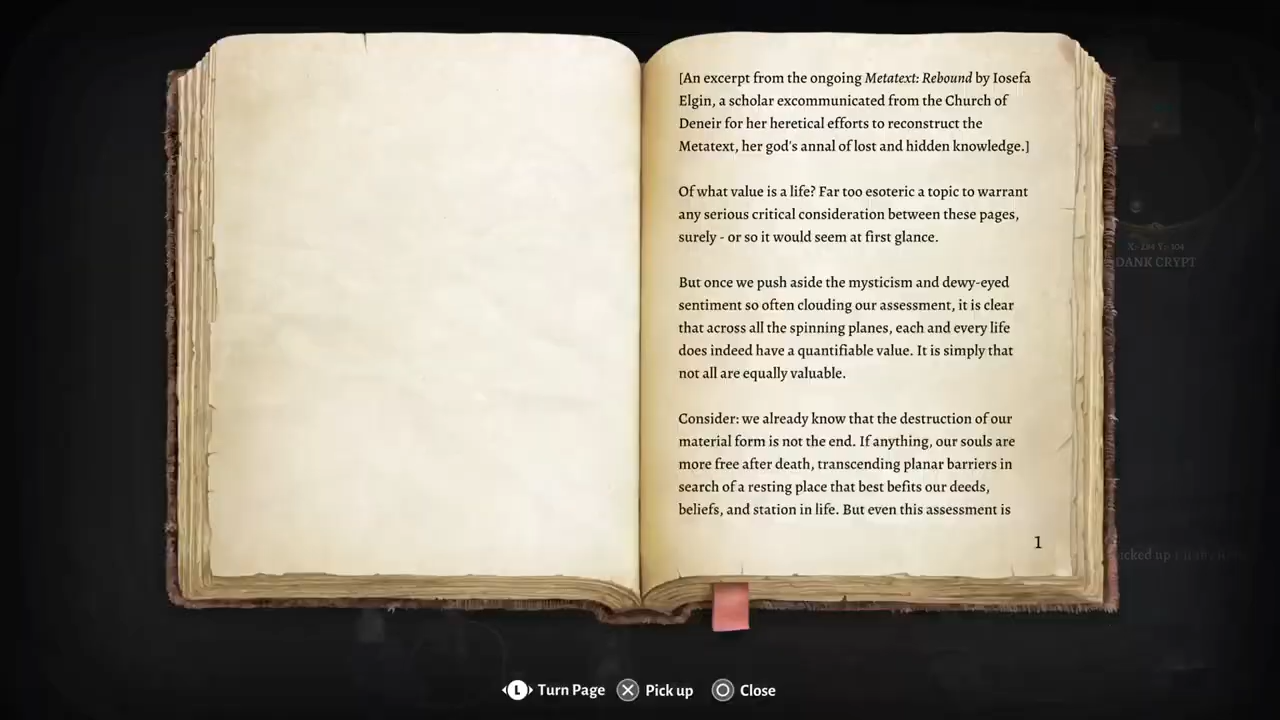 [An excerpt from the ongoing Metatext: Rebound by Iosefa
Elgin, a scholar excommunicated from the Church of
Deneir for her heretical efforts to reconstruct the
Metatext, her god's annal of lost and hidden knowledge.]
Of what value is a life? Far too esoteric a topic to warrant
any serious critical consideration between these pages,
surely - or so it would seem at first glance.
But once we push aside the mysticism and dewy-eyed
sentiment so often clouding our assessment, it is clear
that across all the spinning planes, each and every life
does indeed have a quantifiable value. It is simply that
not all are equally valuable.
Consider: we already know that the destruction of our
material form is not the end. If anything, our souls are
more free after death, transcending planar barriers in
search of a resting place that best befits our deeds,
beliefs, and station in life. But even this assessment is
1
DANK CRYPT
L Turn Page Pick up Close